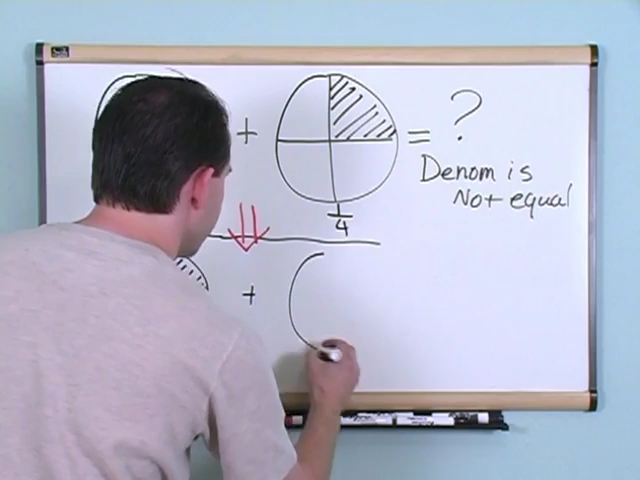 + = ?
Denom is
Not equal
1/4
+